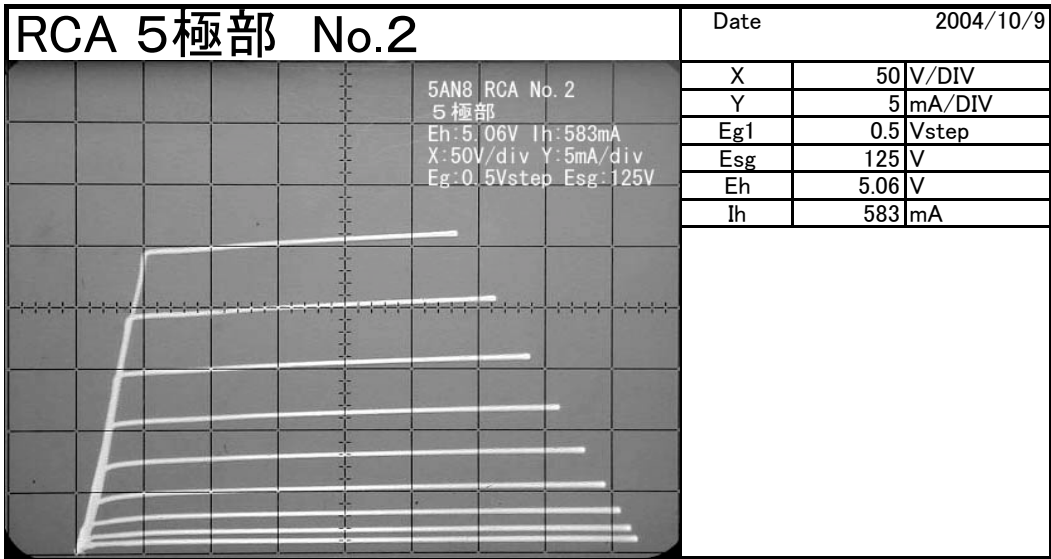 RCA 5極部 No.2
Date 2004/10/9
5AN8 RCA No.2
5極部
Eh:5.06V Ih:583mA
X:50V/div Y:5mA/div
Eg:0.5Vstep Esg:125V
X 50 V/DIV
Y 5 mA/DIV
Eg1 0.5 Vstep
Esg 125 V
Eh 5.06 V
Ih 583 mA